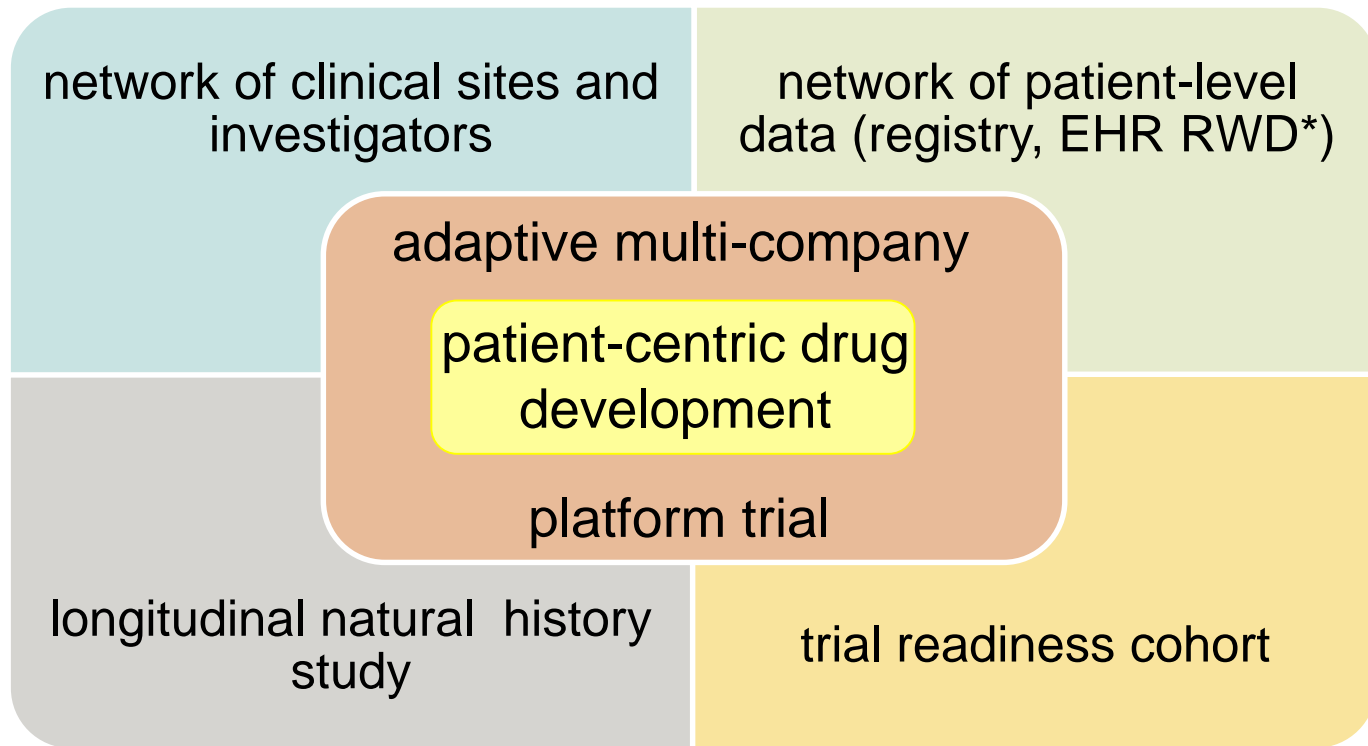 network of clinical sites and
investigators
network of patient-level
data (registry, EHR RWD*)
adaptive multi-company
patient-centric drug
development
platform trial
longitudinal natural  history
study
trial readiness cohort